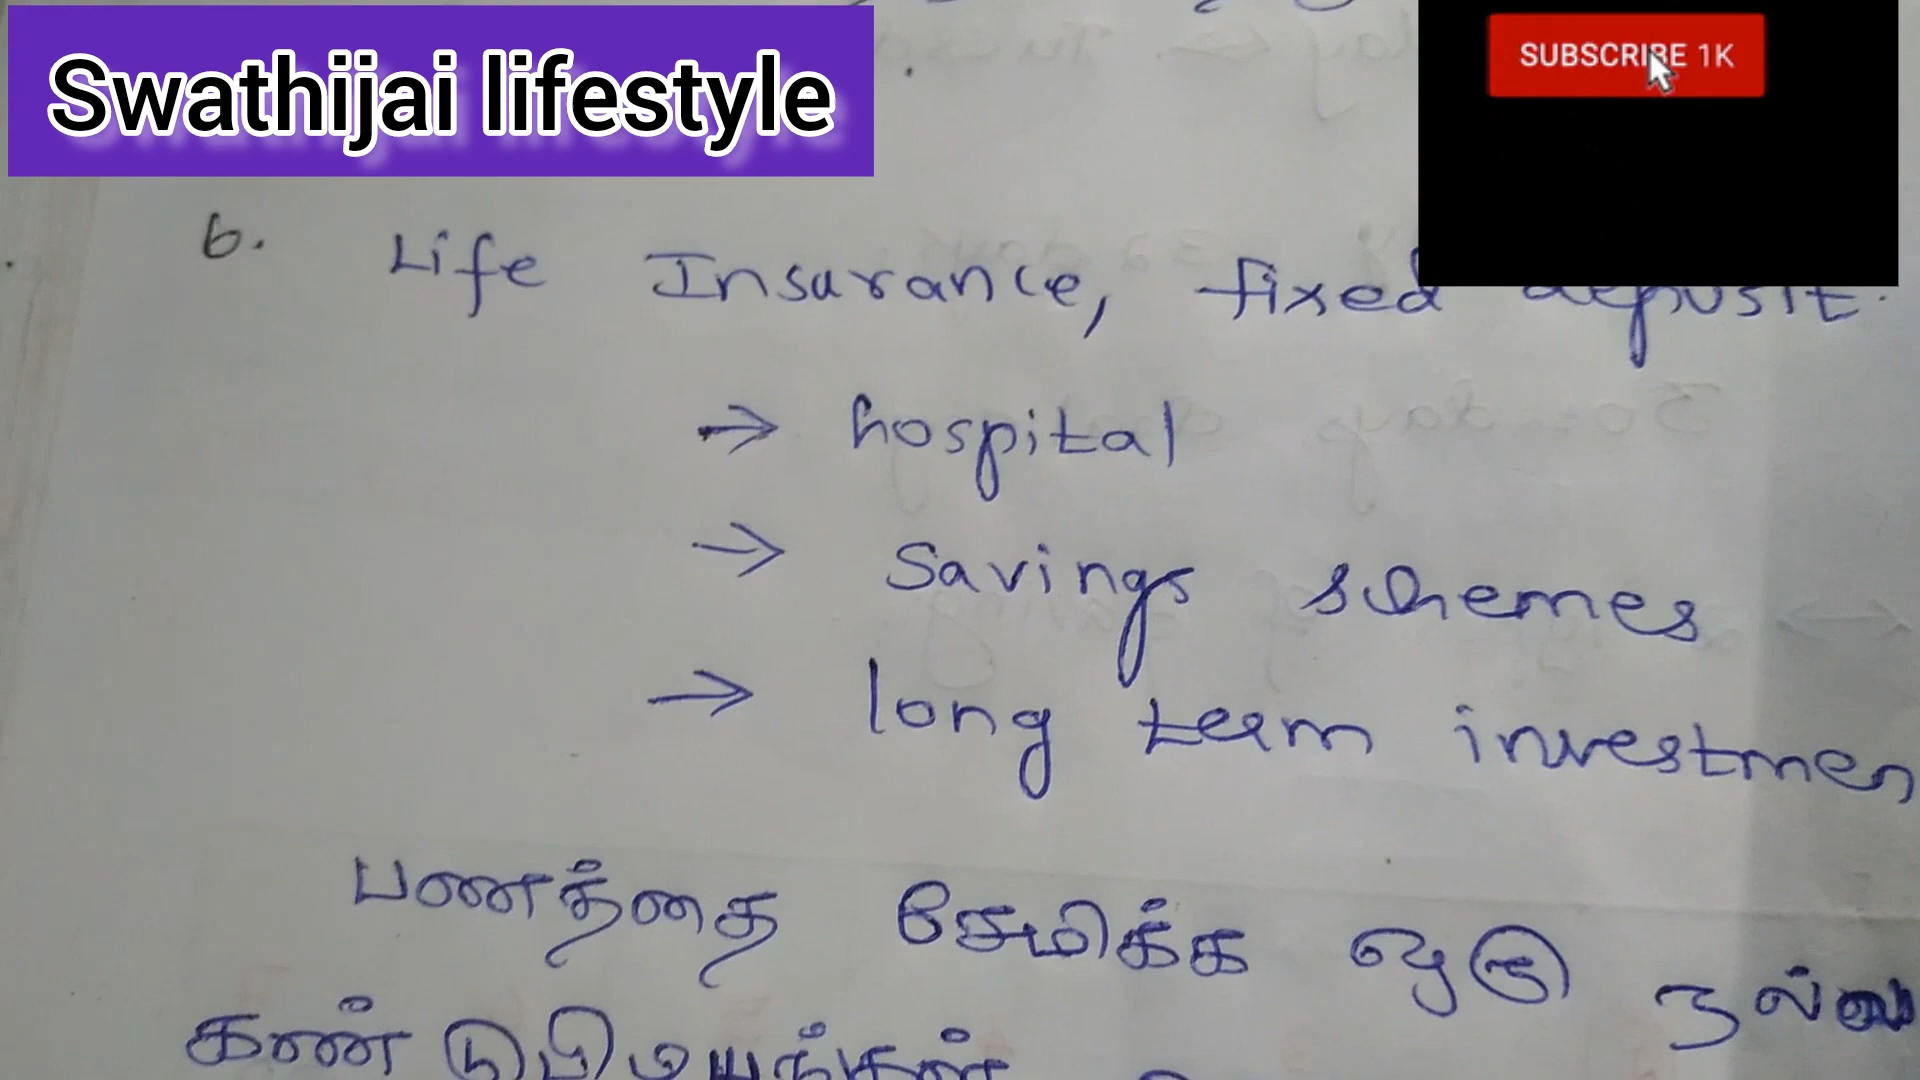 Swathijai lifestyle
SUBSCRIBE 1K
6. Life Insurance, fixed deposit.
→ hospital
→ Savings schemes
→ long term investmen
பணத்தை சேமிக்க ஒரு நல்ல